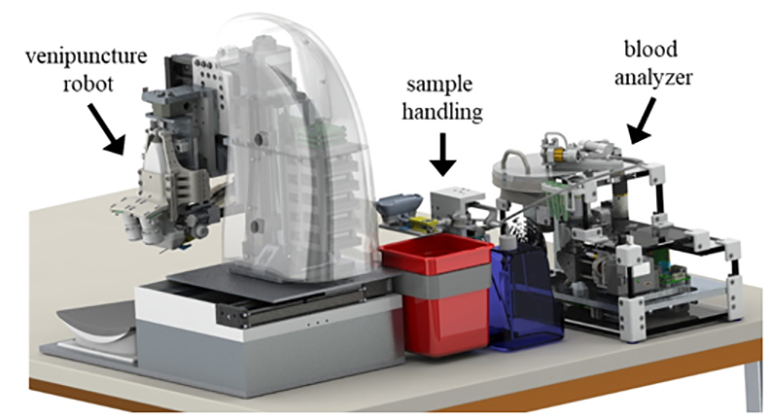 venipuncture
robot
sample
handling
blood
analyzer